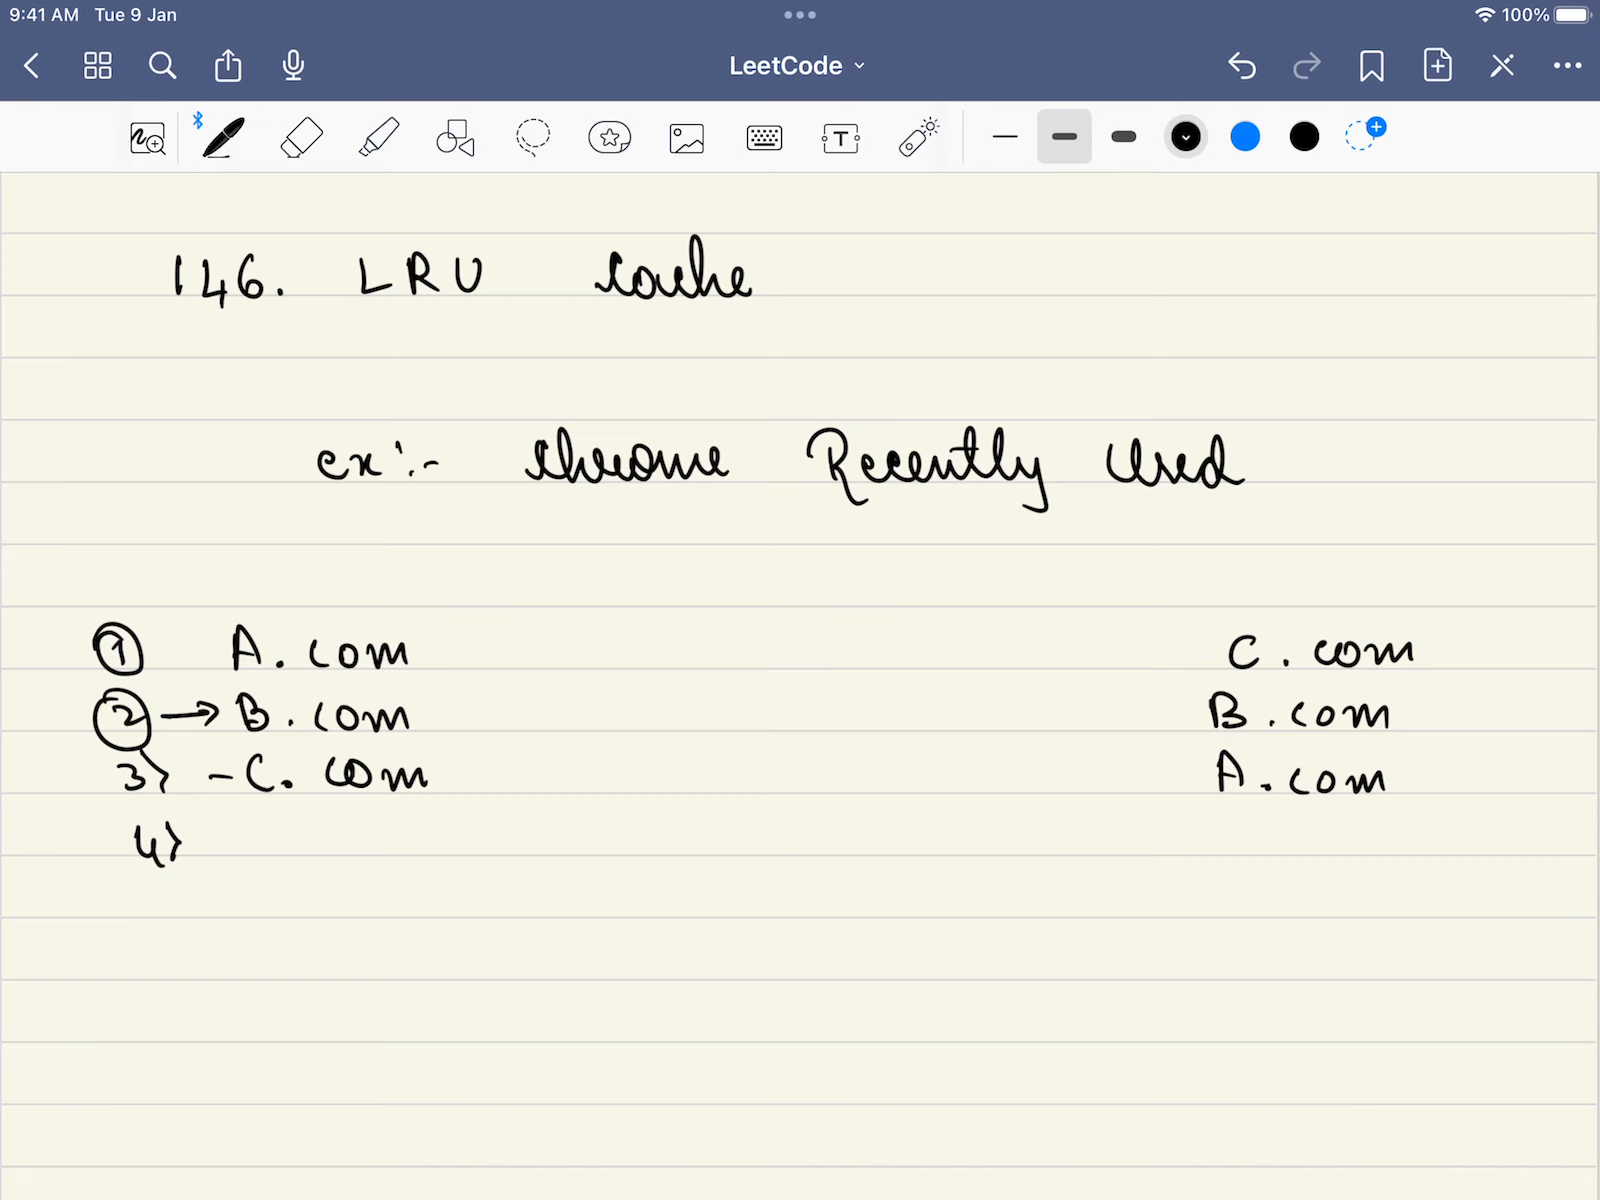 9:41 AM Tue 9 Jan 100%
LeetCode
T
146. LRU cache
ex:- chrome Recently Used
1 A.com C.com
2 → B.com B.com
3> - C.com A.com
4>